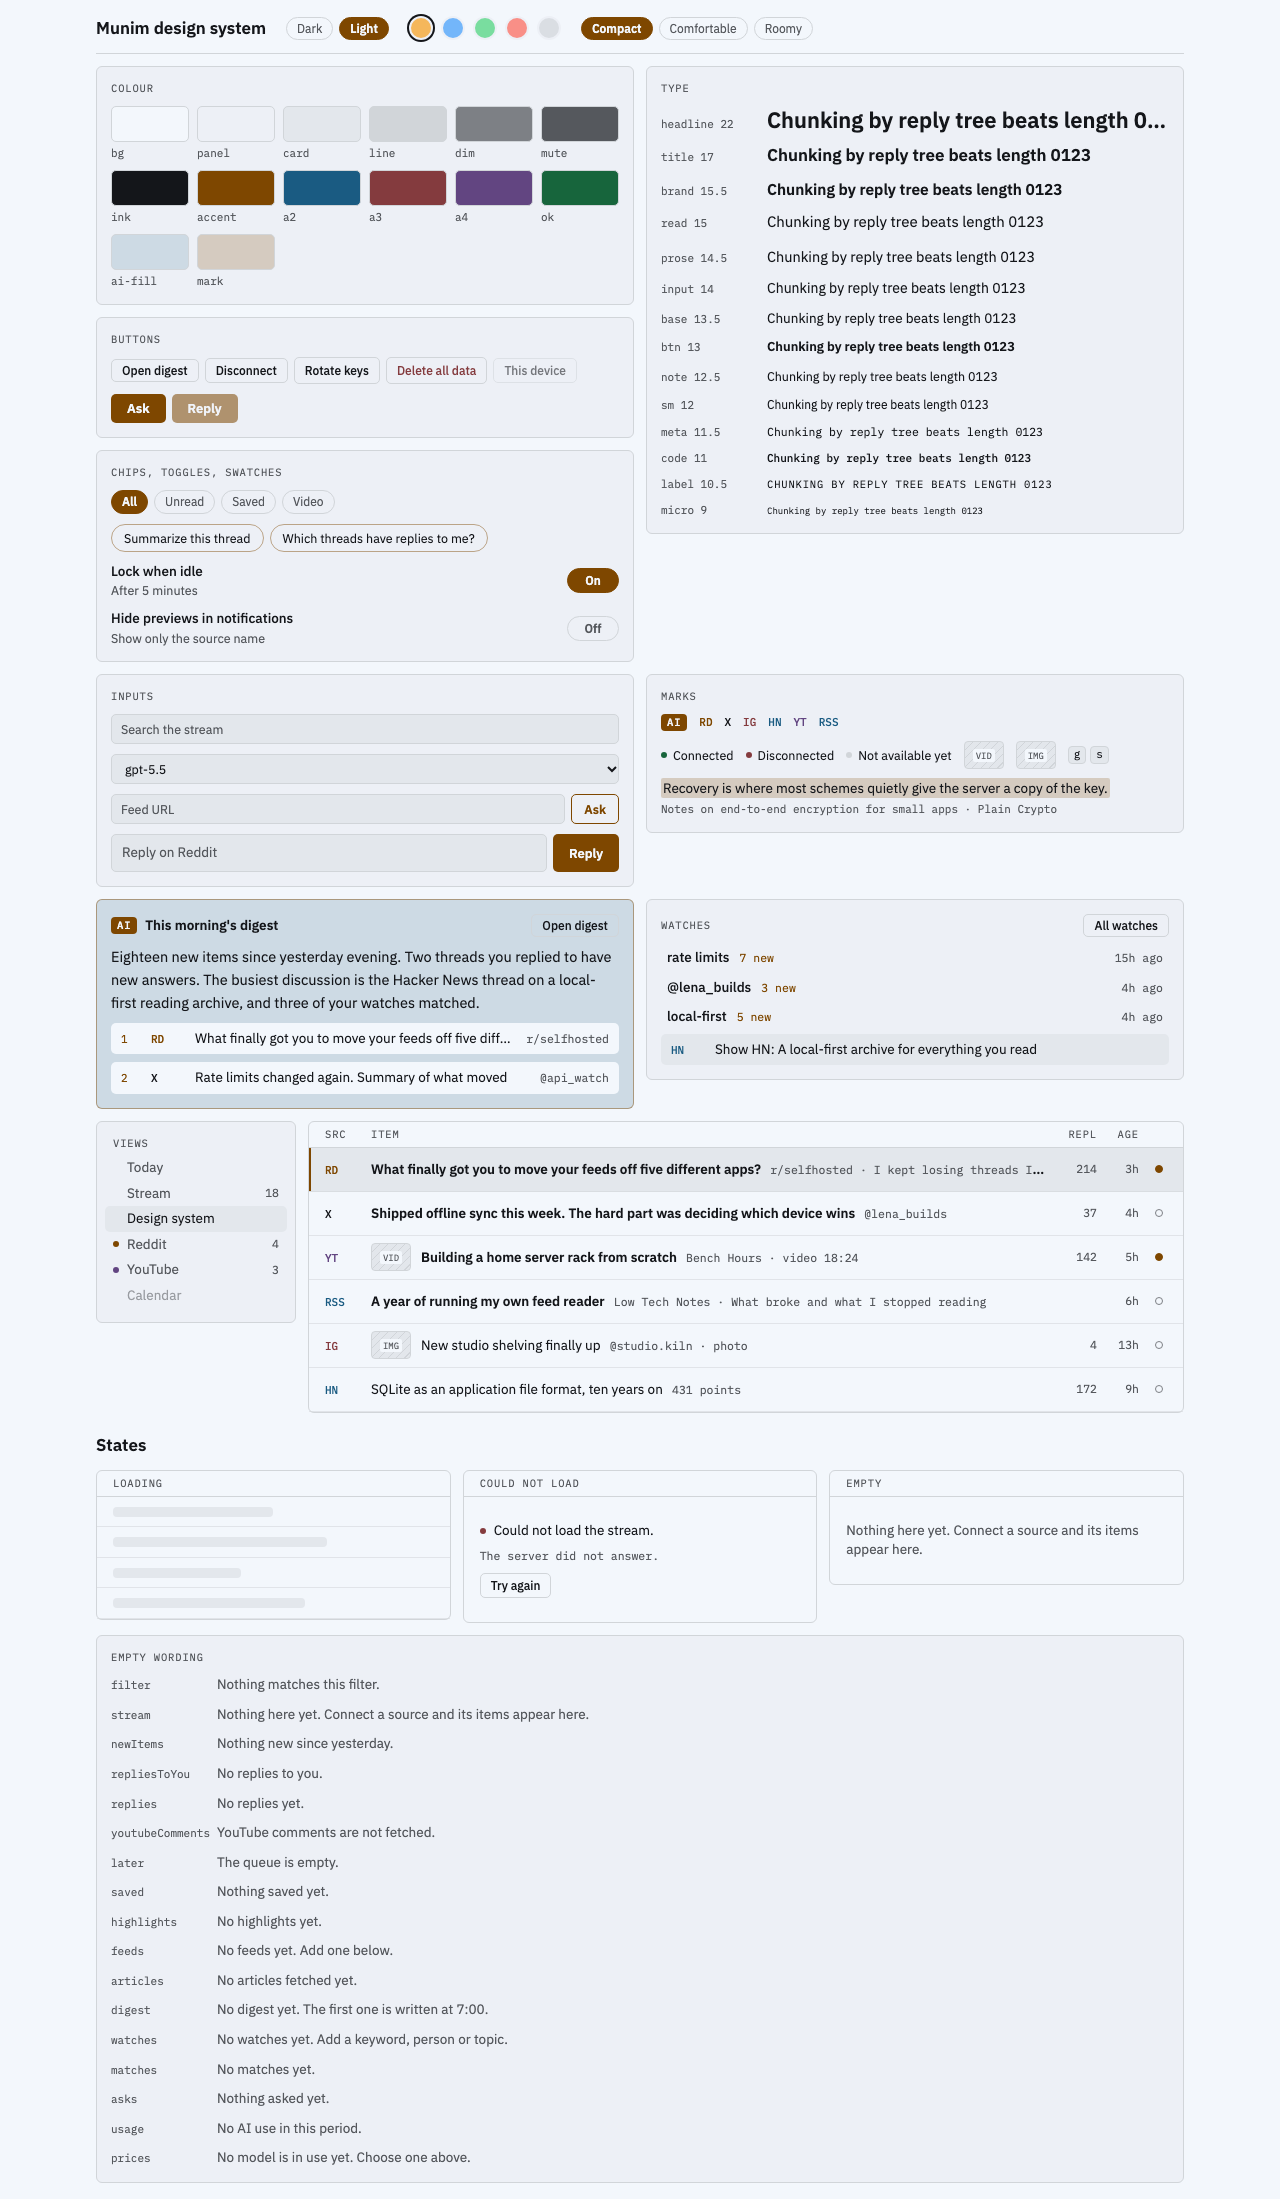 Munim design system Dark Light Compact Comfortable Roomy
COLOUR
bg panel card line dim mute
ink accent a2 a3 a4 ok
ai-fill mark
TYPE
headline 22 Chunking by reply tree beats length 0...
title 17 Chunking by reply tree beats length 0123
brand 15.5 Chunking by reply tree beats length 0123
read 15 Chunking by reply tree beats length 0123
prose 14.5 Chunking by reply tree beats length 0123
input 14 Chunking by reply tree beats length 0123
base 13.5 Chunking by reply tree beats length 0123
btn 13 Chunking by reply tree beats length 0123
note 12.5 Chunking by reply tree beats length 0123
sm 12 Chunking by reply tree beats length 0123
meta 11.5 Chunking by reply tree beats length 0123
code 11 Chunking by reply tree beats length 0123
label 10.5 CHUNKING BY REPLY TREE BEATS LENGTH 0123
micro 9 Chunking by reply tree beats length 0123
BUTTONS
Open digest Disconnect Rotate keys Delete all data This device
Ask Reply
CHIPS, TOGGLES, SWATCHES
All Unread Saved Video
Summarize this thread Which threads have replies to me?
Lock when idle
After 5 minutes
On
Hide previews in notifications
Show only the source name
Off
INPUTS
Search the stream
gpt-5.5
Feed URL Ask
Reply on Reddit Reply
MARKS
AI RD X IG HN YT RSS
Connected Disconnected Not available yet VID IMG g s
Recovery is where most schemes quietly give the server a copy of the key.
Notes on end-to-end encryption for small apps · Plain Crypto
AI This morning's digest Open digest
Eighteen new items since yesterday evening. Two threads you replied to have
new answers. The busiest discussion is the Hacker News thread on a local-
first reading archive, and three of your watches matched.
1 RD What finally got you to move your feeds off five diff... r/selfhosted
2 X Rate limits changed again. Summary of what moved @api_watch
WATCHES All watches
rate limits 7 new 15h ago
@lena_builds 3 new 4h ago
local-first 5 new 4h ago
HN Show HN: A local-first archive for everything you read
VIEWS
Today
Stream 18
Design system
Reddit 4
YouTube 3
Calendar
SRC ITEM REPL AGE
RD What finally got you to move your feeds off five different apps? r/selfhosted · I kept losing threads I... 214 3h
X Shipped offline sync this week. The hard part was deciding which device wins @lena_builds 37 4h
YT VID Building a home server rack from scratch Bench Hours · video 18:24 142 5h
RSS A year of running my own feed reader Low Tech Notes · What broke and what I stopped reading 6h
IG IMG New studio shelving finally up @studio.kiln · photo 4 13h
HN SQLite as an application file format, ten years on 431 points 172 9h
States
LOADING
COULD NOT LOAD
Could not load the stream.
The server did not answer.
Try again
EMPTY
Nothing here yet. Connect a source and its items
appear here.
EMPTY WORDING
filter Nothing matches this filter.
stream Nothing here yet. Connect a source and its items appear here.
newItems Nothing new since yesterday.
repliesToYou No replies to you.
replies No replies yet.
youtubeComments YouTube comments are not fetched.
later The queue is empty.
saved Nothing saved yet.
highlights No highlights yet.
feeds No feeds yet. Add one below.
articles No articles fetched yet.
digest No digest yet. The first one is written at 7:00.
watches No watches yet. Add a keyword, person or topic.
matches No matches yet.
asks Nothing asked yet.
usage No AI use in this period.
prices No model is in use yet. Choose one above.